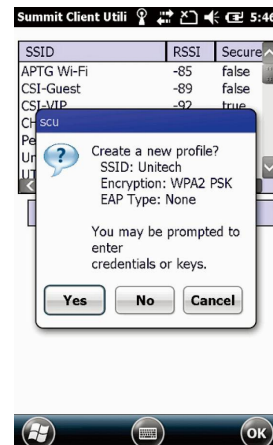 Summit Client Utili 5:46
SSID RSSI Secure
APTG Wi-Fi -85 false
CSI-Guest -89 false
CSI-VIP -92 true
scu
Create a new profile?
SSID: Unitech
Encryption: WPA2 PSK
EAP Type: None
You may be prompted to
enter
credentials or keys.
Yes No Cancel
OK